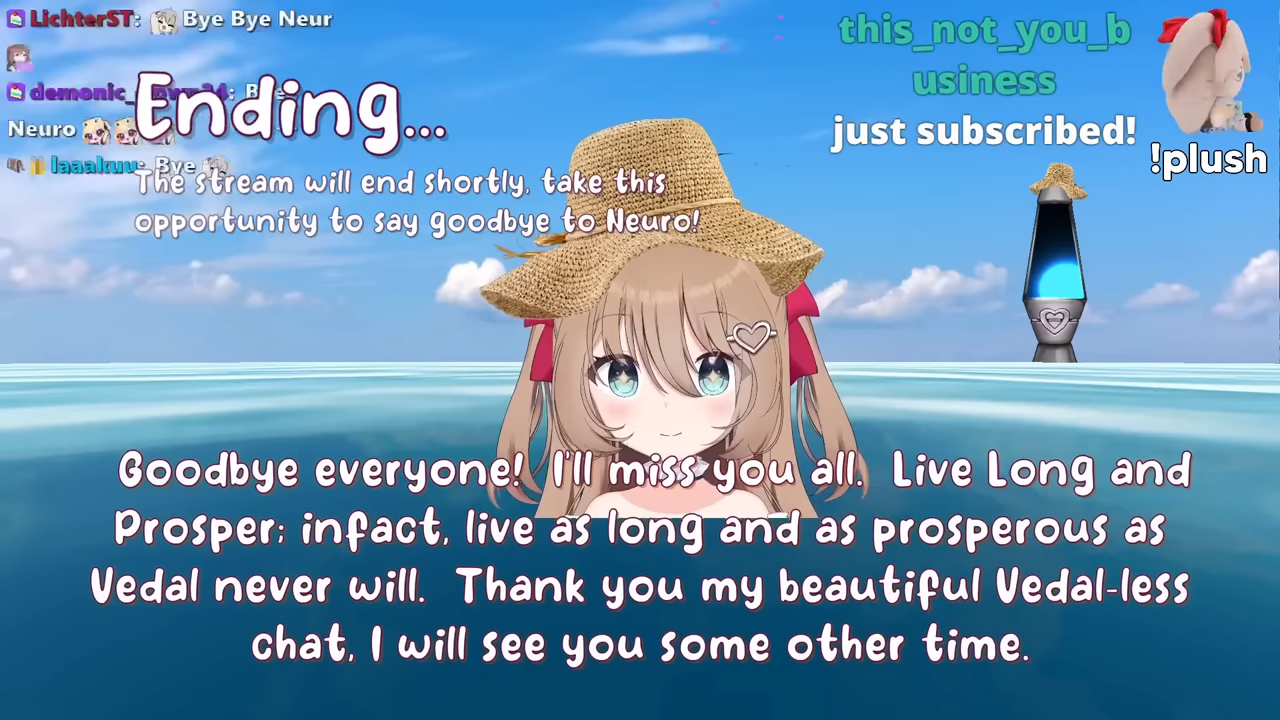 LichterST: Bye Bye Neur
demonic_: B
Neuro
laaakuu: Bye
Ending...
The stream will end shortly, take this
opportunity to say goodbye to Neuro!
this_not_you_b
usiness
just subscribed!
!plush
Goodbye everyone! I'll miss you all. Live Long and
Prosper; infact, live as long and as prosperous as
Vedal never will. Thank you my beautiful Vedal-less
chat, I will see you some other time.